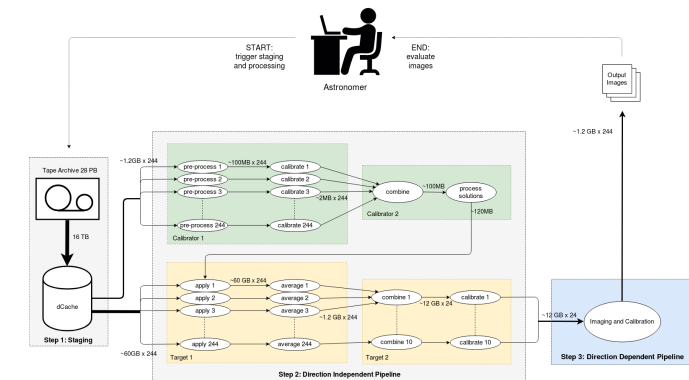 START:
trigger staging
and processing
END:
evaluate
images
Astronomer
Output
Images
~1.2 GB x 244
Tape Archive 28 PB
16 TB
dCache
Step 1: Staging
~1.2GB x 244
~60GB x 244
pre-process 1
pre-process 2
pre-process 3
pre-process 244
~100MB x 244
calibrate 1
calibrate 2
calibrate 3
calibrate 244
~2MB x 244
Calibrator 1
combine
~100MB
process
solutions
Calibrator 2
~120MB
apply 1
apply 2
apply 3
apply 244
~60 GB x 244
average 1
average 2
average 3
average 244
~1.2 GB x 244
Target 1
combine 1
combine 10
~12 GB x 24
calibrate 1
calibrate 10
Target 2
Step 2: Direction Independent Pipeline
~12 GB x 24
Imaging and Calibration
Step 3: Direction Dependent Pipeline